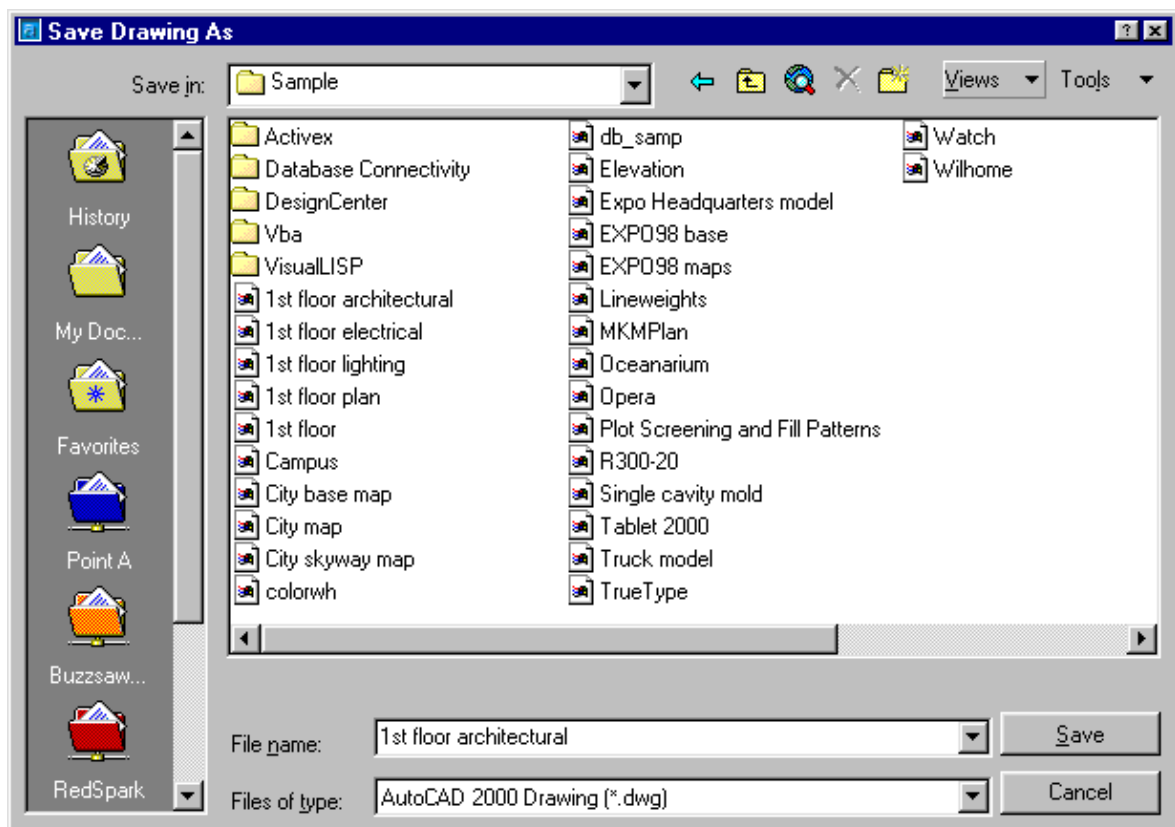 Save Drawing As
Save in:
Sample
Views
Tools
History
My Doc...
Favorites
Point A
Buzzsaw...
RedSpark
Activex
Database Connectivity
DesignCenter
Vba
VisualLISP
1st floor architectural
1st floor electrical
1st floor lighting
1st floor plan
1st floor
Campus
City base map
City map
City skyway map
colorwh
db_samp
Elevation
Expo Headquarters model
EXPO98 base
EXPO98 maps
Lineweights
MKMPlan
Oceanarium
Opera
Plot Screening and Fill Patterns
R300-20
Single cavity mold
Tablet 2000
Truck model
TrueType
Watch
Wilhome
File name:
1st floor architectural
Save
Files of type:
AutoCAD 2000 Drawing (*.dwg)
Cancel